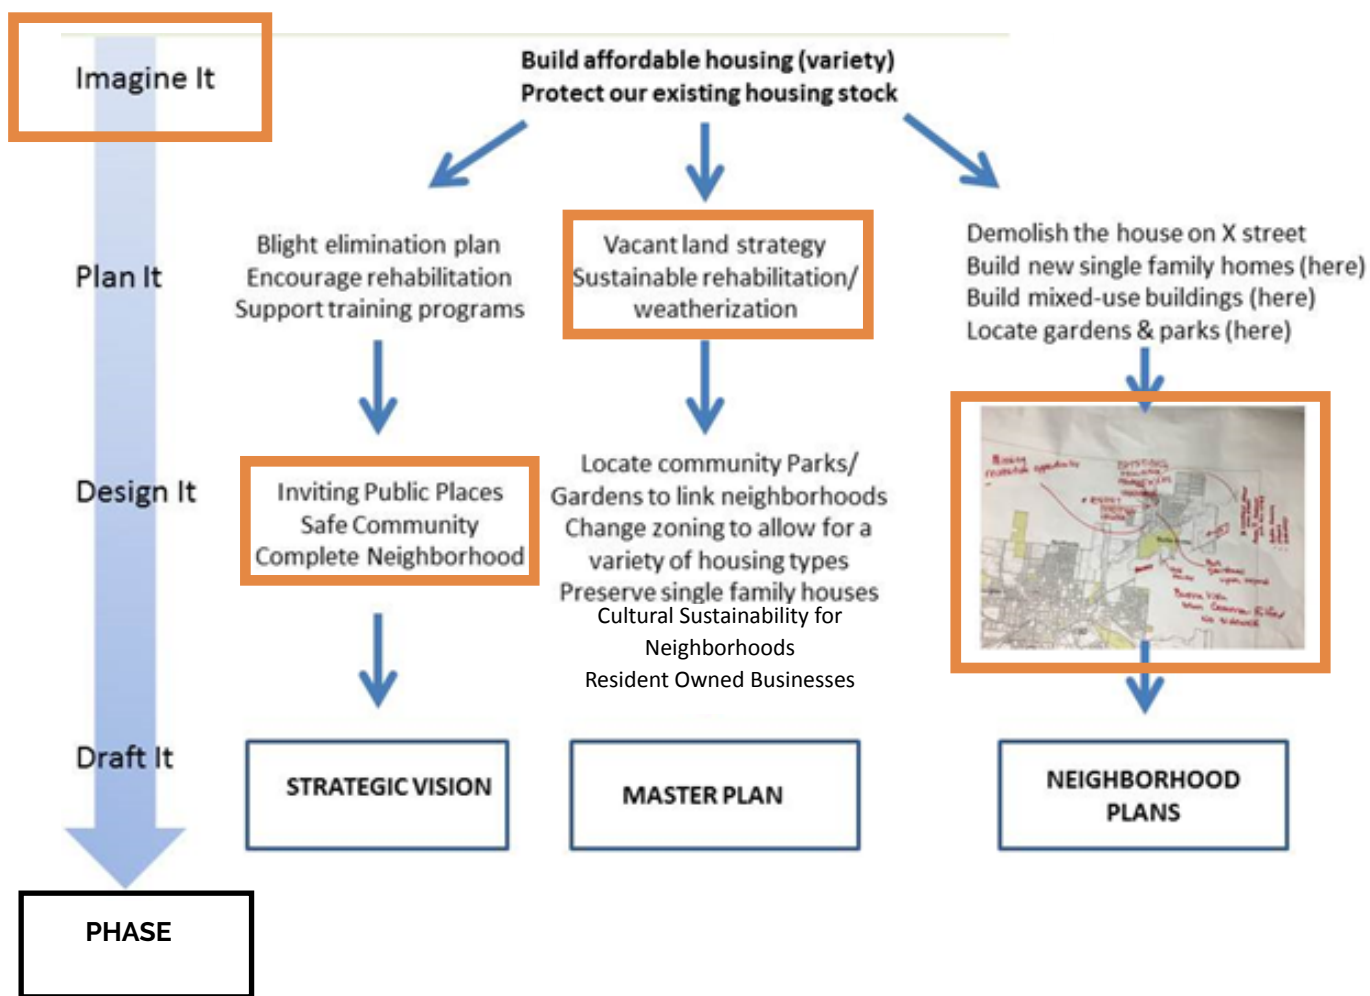 Imagine It
Build affordable housing (variety)
Protect our existing housing stock
Plan It
Blight elimination plan
Encourage rehabilitation
Support training programs
Vacant land strategy
Sustainable rehabilitation/
weatherization
Demolish the house on X street
Build new single family homes (here)
Build mixed-use buildings (here)
Locate gardens & parks (here)
Design It
Inviting Public Places
Safe Community
Complete Neighborhood
Locate community Parks/
Gardens to link neighborhoods
Change zoning to allow for a
variety of housing types
Preserve single family houses
Cultural Sustainability for
Neighborhoods
Resident Owned Businesses
Draft It
STRATEGIC VISION
MASTER PLAN
NEIGHBORHOOD
PLANS
PHASE